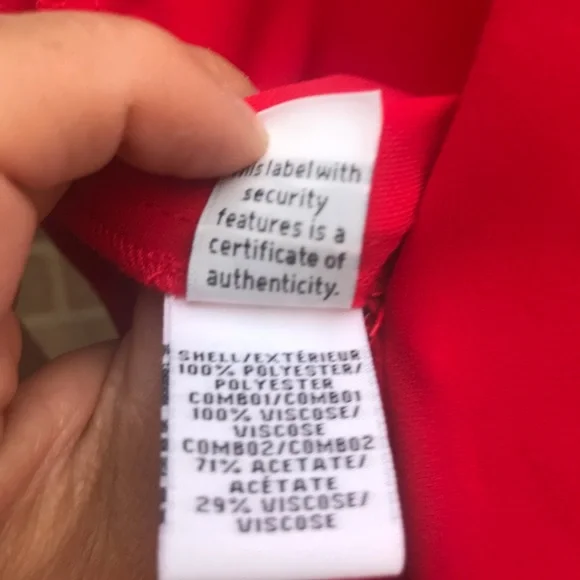 This label with
security
features is a
certificate of
authenticity.
SHELL/EXTÉRIEUR
100% POLYESTER/
POLYESTER
COMBO1/COMBO1
100% VISCOSE/
VISCOSE
COMBO2/COMBO2
71% ACETATE/
ACÉTATE
29% VISCOSE/
VISCOSE